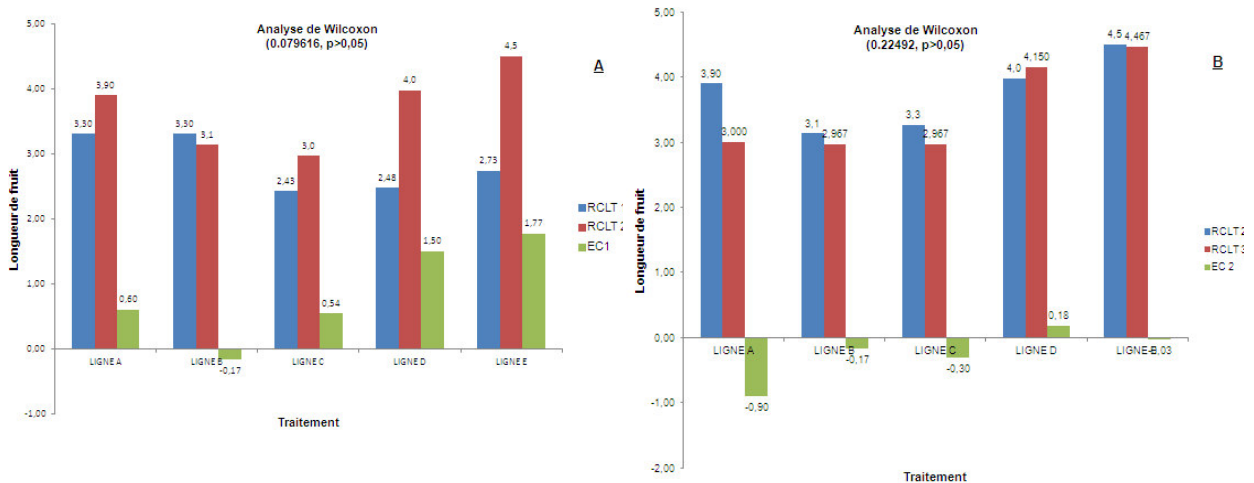 Analyse de Wilcoxon
(0.079616, p>0,05)
A
5,00
4,00
3,00
2,00
1,00
0,00
-1,00
Longueur de fruit
3,30
3,90
0,60
3,30
3,1
-0,17
2,43
3,0
0,54
2,48
4,0
1,50
2,73
4,5
1,77
LIGNE A
LIGNE B
LIGNE C
LIGNE D
LIGNE E
Traitement
RCLT 1
RCLT 2
EC1
Analyse de Wilcoxon
(0.22492, p>0,05)
B
5,00
4,00
3,00
2,00
1,00
0,00
-1,00
-2,00
Longueur de fruit
3,90
3,000
-0,90
3,1
2,967
-0,17
3,3
2,967
-0,30
4,0
4,150
0,18
4,5
4,467
LIGNE A
LIGNE B
LIGNE C
LIGNE D
Traitement
RCLT 2
RCLT 3
EC 2